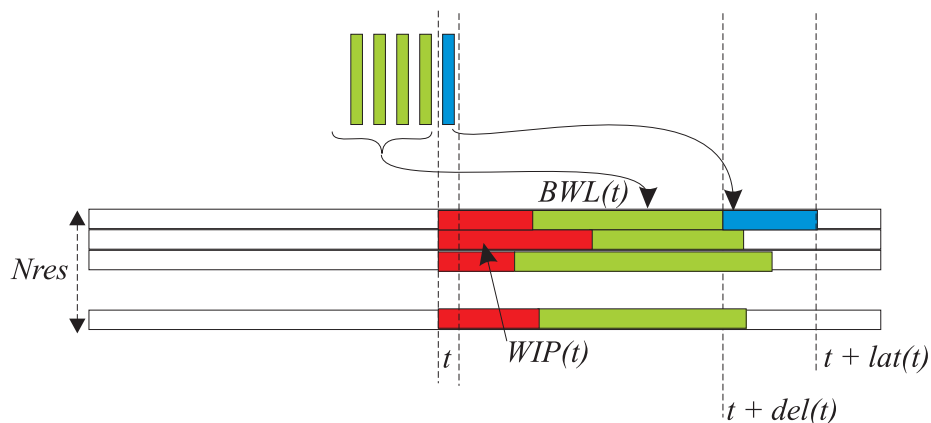 BWL(t)
Nres
t
WIP(t)
t + lat(t)
t + del(t)